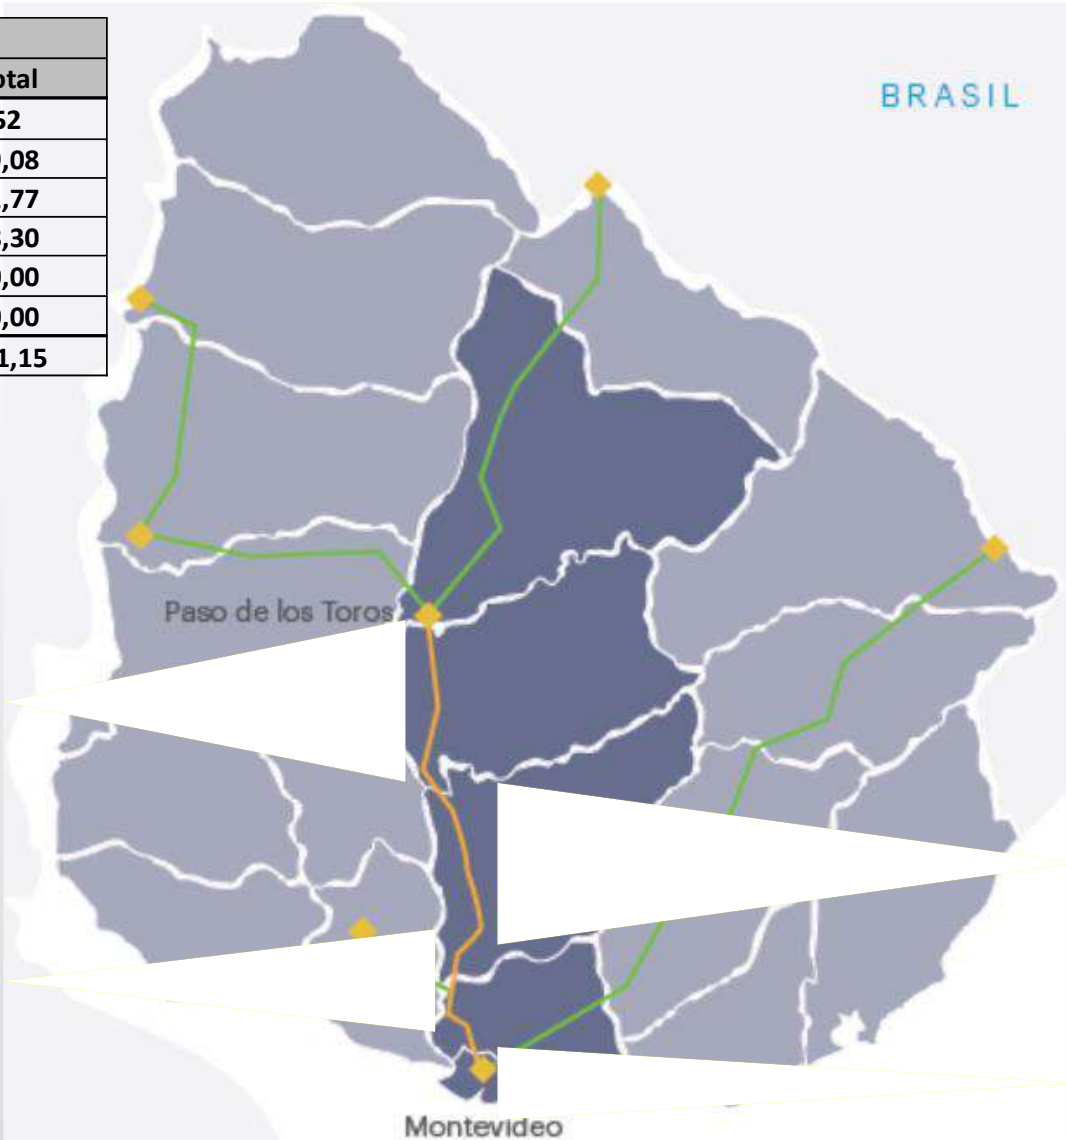 otal
52
,08
,77
,30
,00
,00
1,15
BRASIL
Paso de los Toros
Montevideo